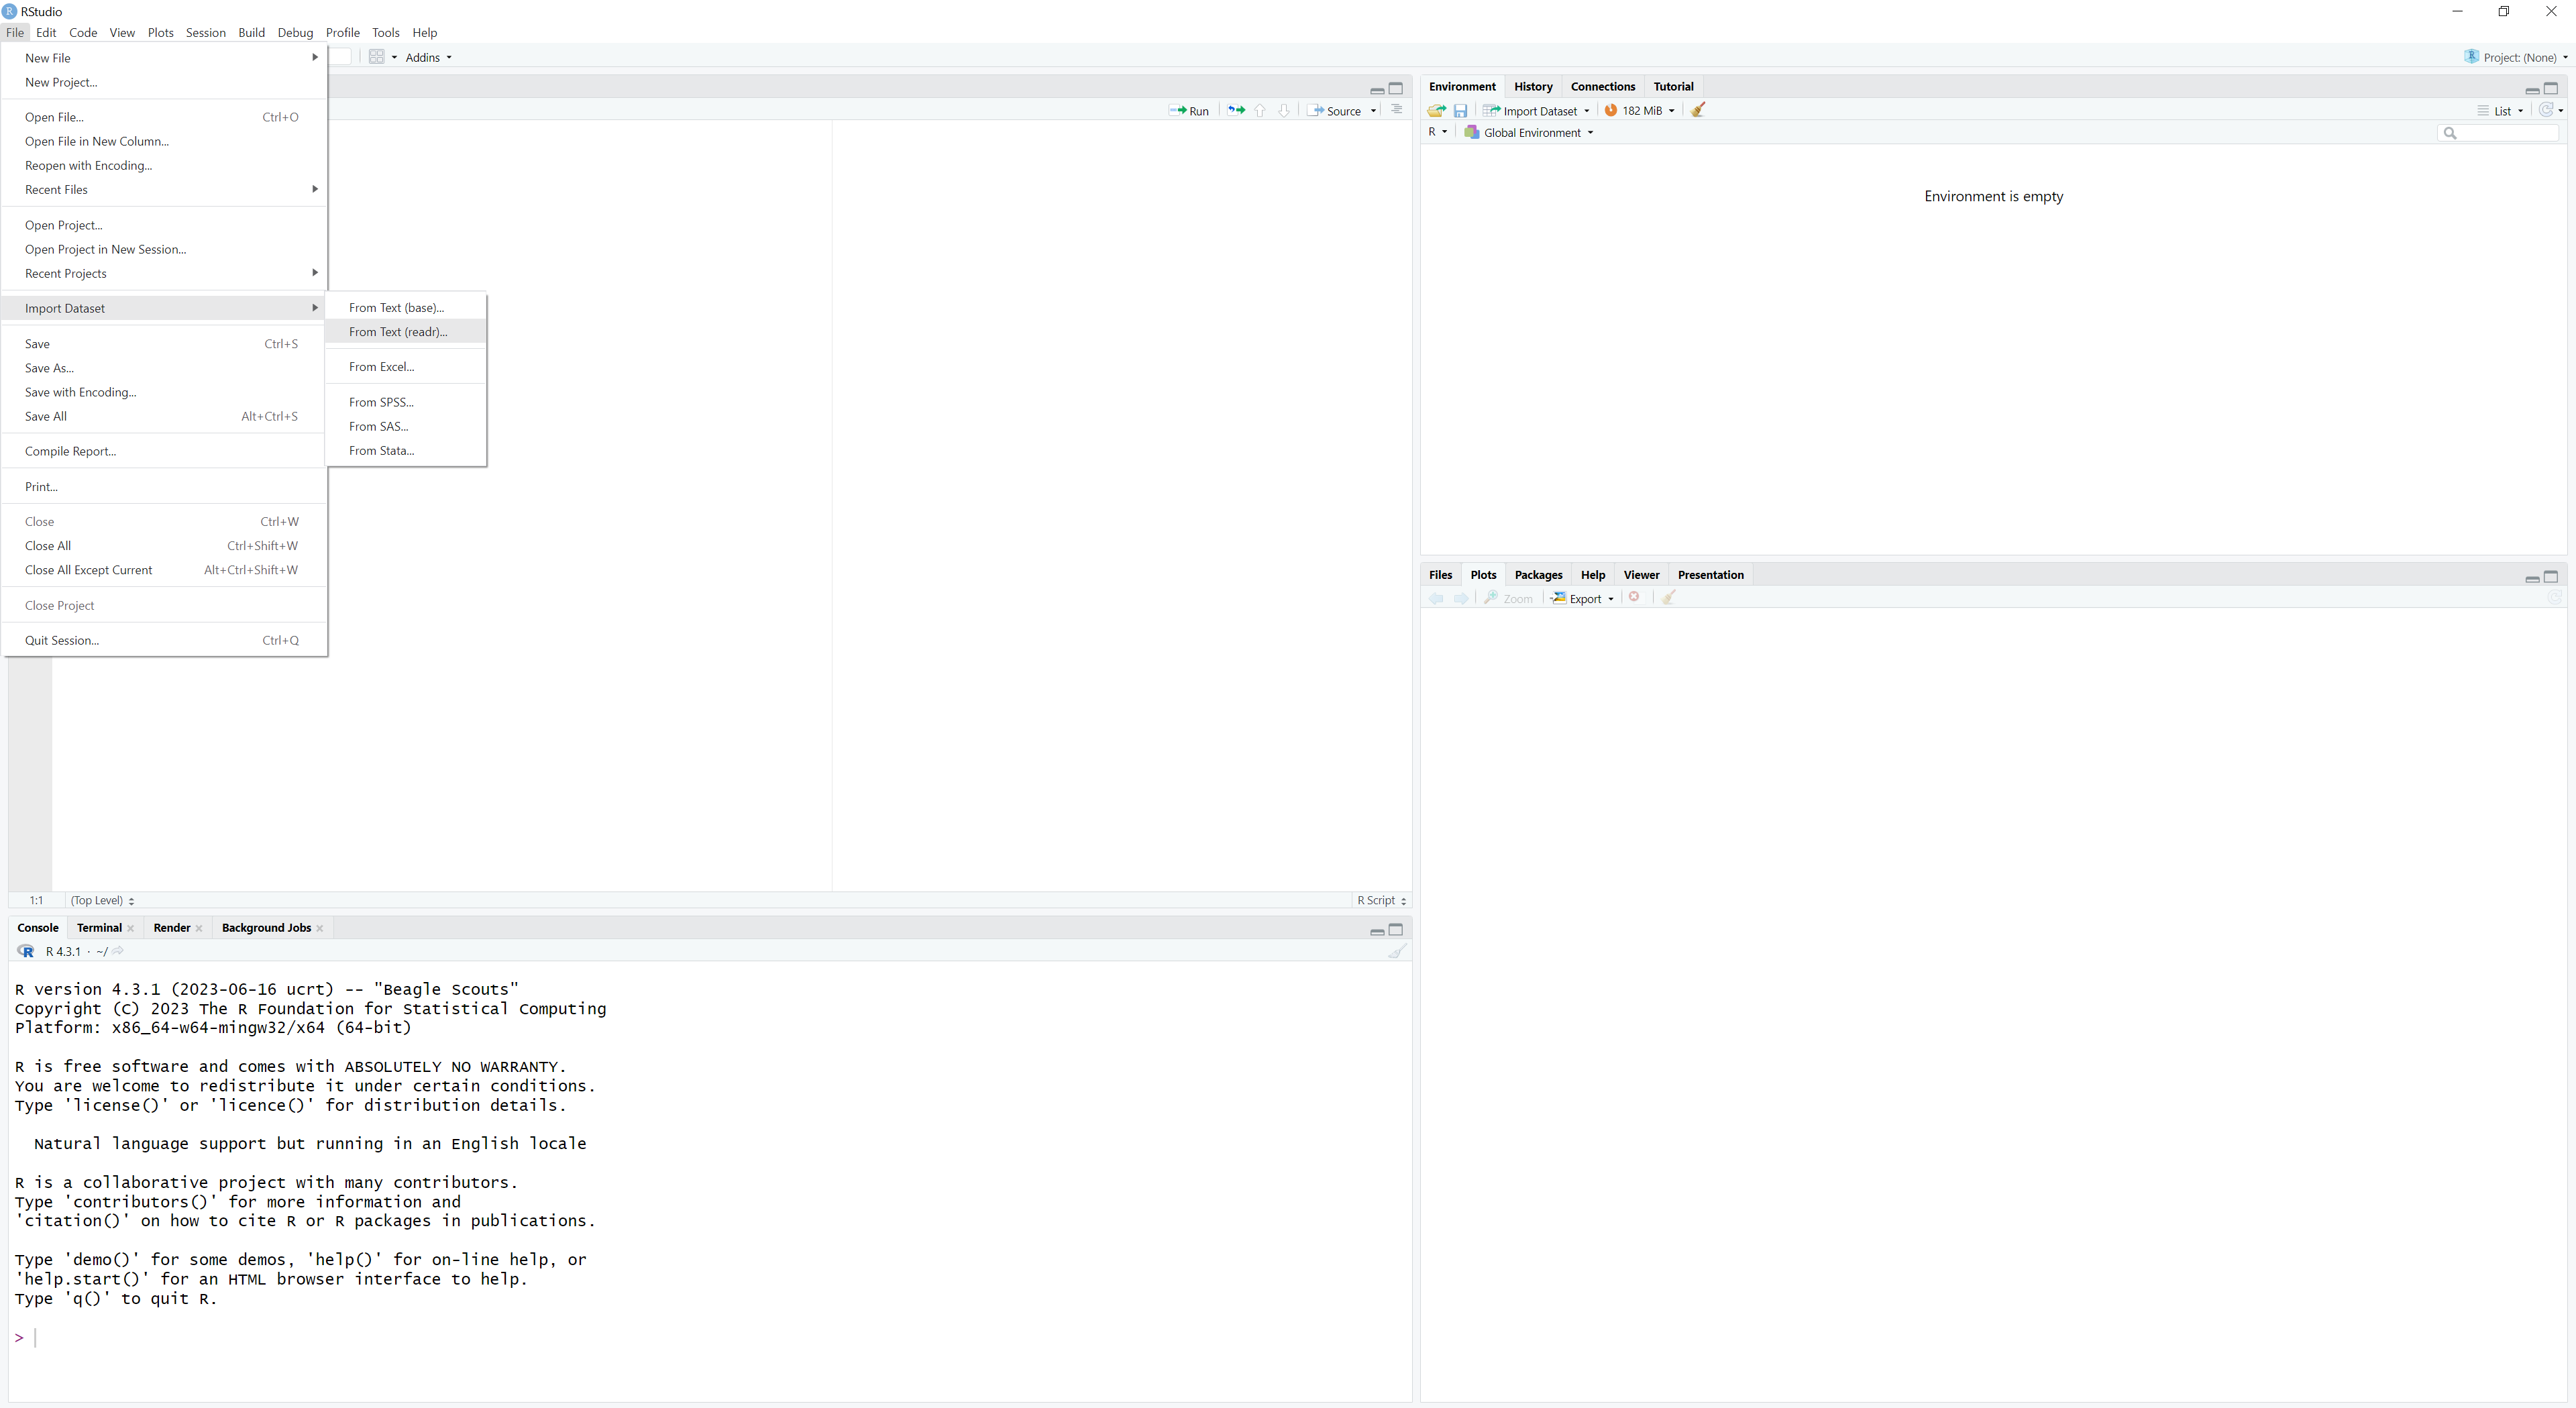 RStudio
File Edit Code View Plots Session Build Debug Profile Tools Help
Addins
Project: (None)
New File
New Project...
Open File... Ctrl+O
Open File in New Column...
Reopen with Encoding...
Recent Files
Open Project...
Open Project in New Session...
Recent Projects
Import Dataset
Save Ctrl+S
Save As...
Save with Encoding...
Save All Alt+Ctrl+S
Compile Report...
Print...
Close Ctrl+W
Close All Ctrl+Shift+W
Close All Except Current Alt+Ctrl+Shift+W
Close Project
Quit Session... Ctrl+Q
From Text (base)...
From Text (readr)...
From Excel...
From SPSS...
From SAS...
From Stata...
Run Source
1:1 (Top Level) R Script
Console Terminal Render Background Jobs
R 4.3.1 · ~/
R version 4.3.1 (2023-06-16 ucrt) -- "Beagle Scouts"
Copyright (C) 2023 The R Foundation for Statistical Computing
Platform: x86_64-w64-mingw32/x64 (64-bit)
R is free software and comes with ABSOLUTELY NO WARRANTY.
You are welcome to redistribute it under certain conditions.
Type 'license()' or 'licence()' for distribution details.
Natural language support but running in an English locale
R is a collaborative project with many contributors.
Type 'contributors()' for more information and
'citation()' on how to cite R or R packages in publications.
Type 'demo()' for some demos, 'help()' for on-line help, or
'help.start()' for an HTML browser interface to help.
Type 'q()' to quit R.
>
Environment History Connections Tutorial
Import Dataset 182 MiB List
R Global Environment
Environment is empty
Files Plots Packages Help Viewer Presentation
Zoom Export